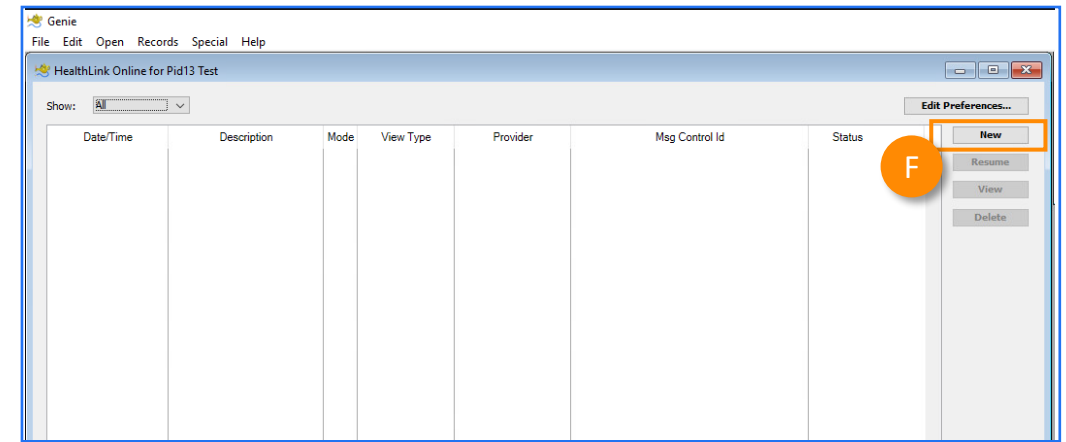 Genie
File Edit Open Records Special Help
HealthLink Online for Pid13 Test
Show: All Edit Preferences...
Date/Time Description Mode View Type Provider Msg Control Id Status New
F Resume
View
Delete